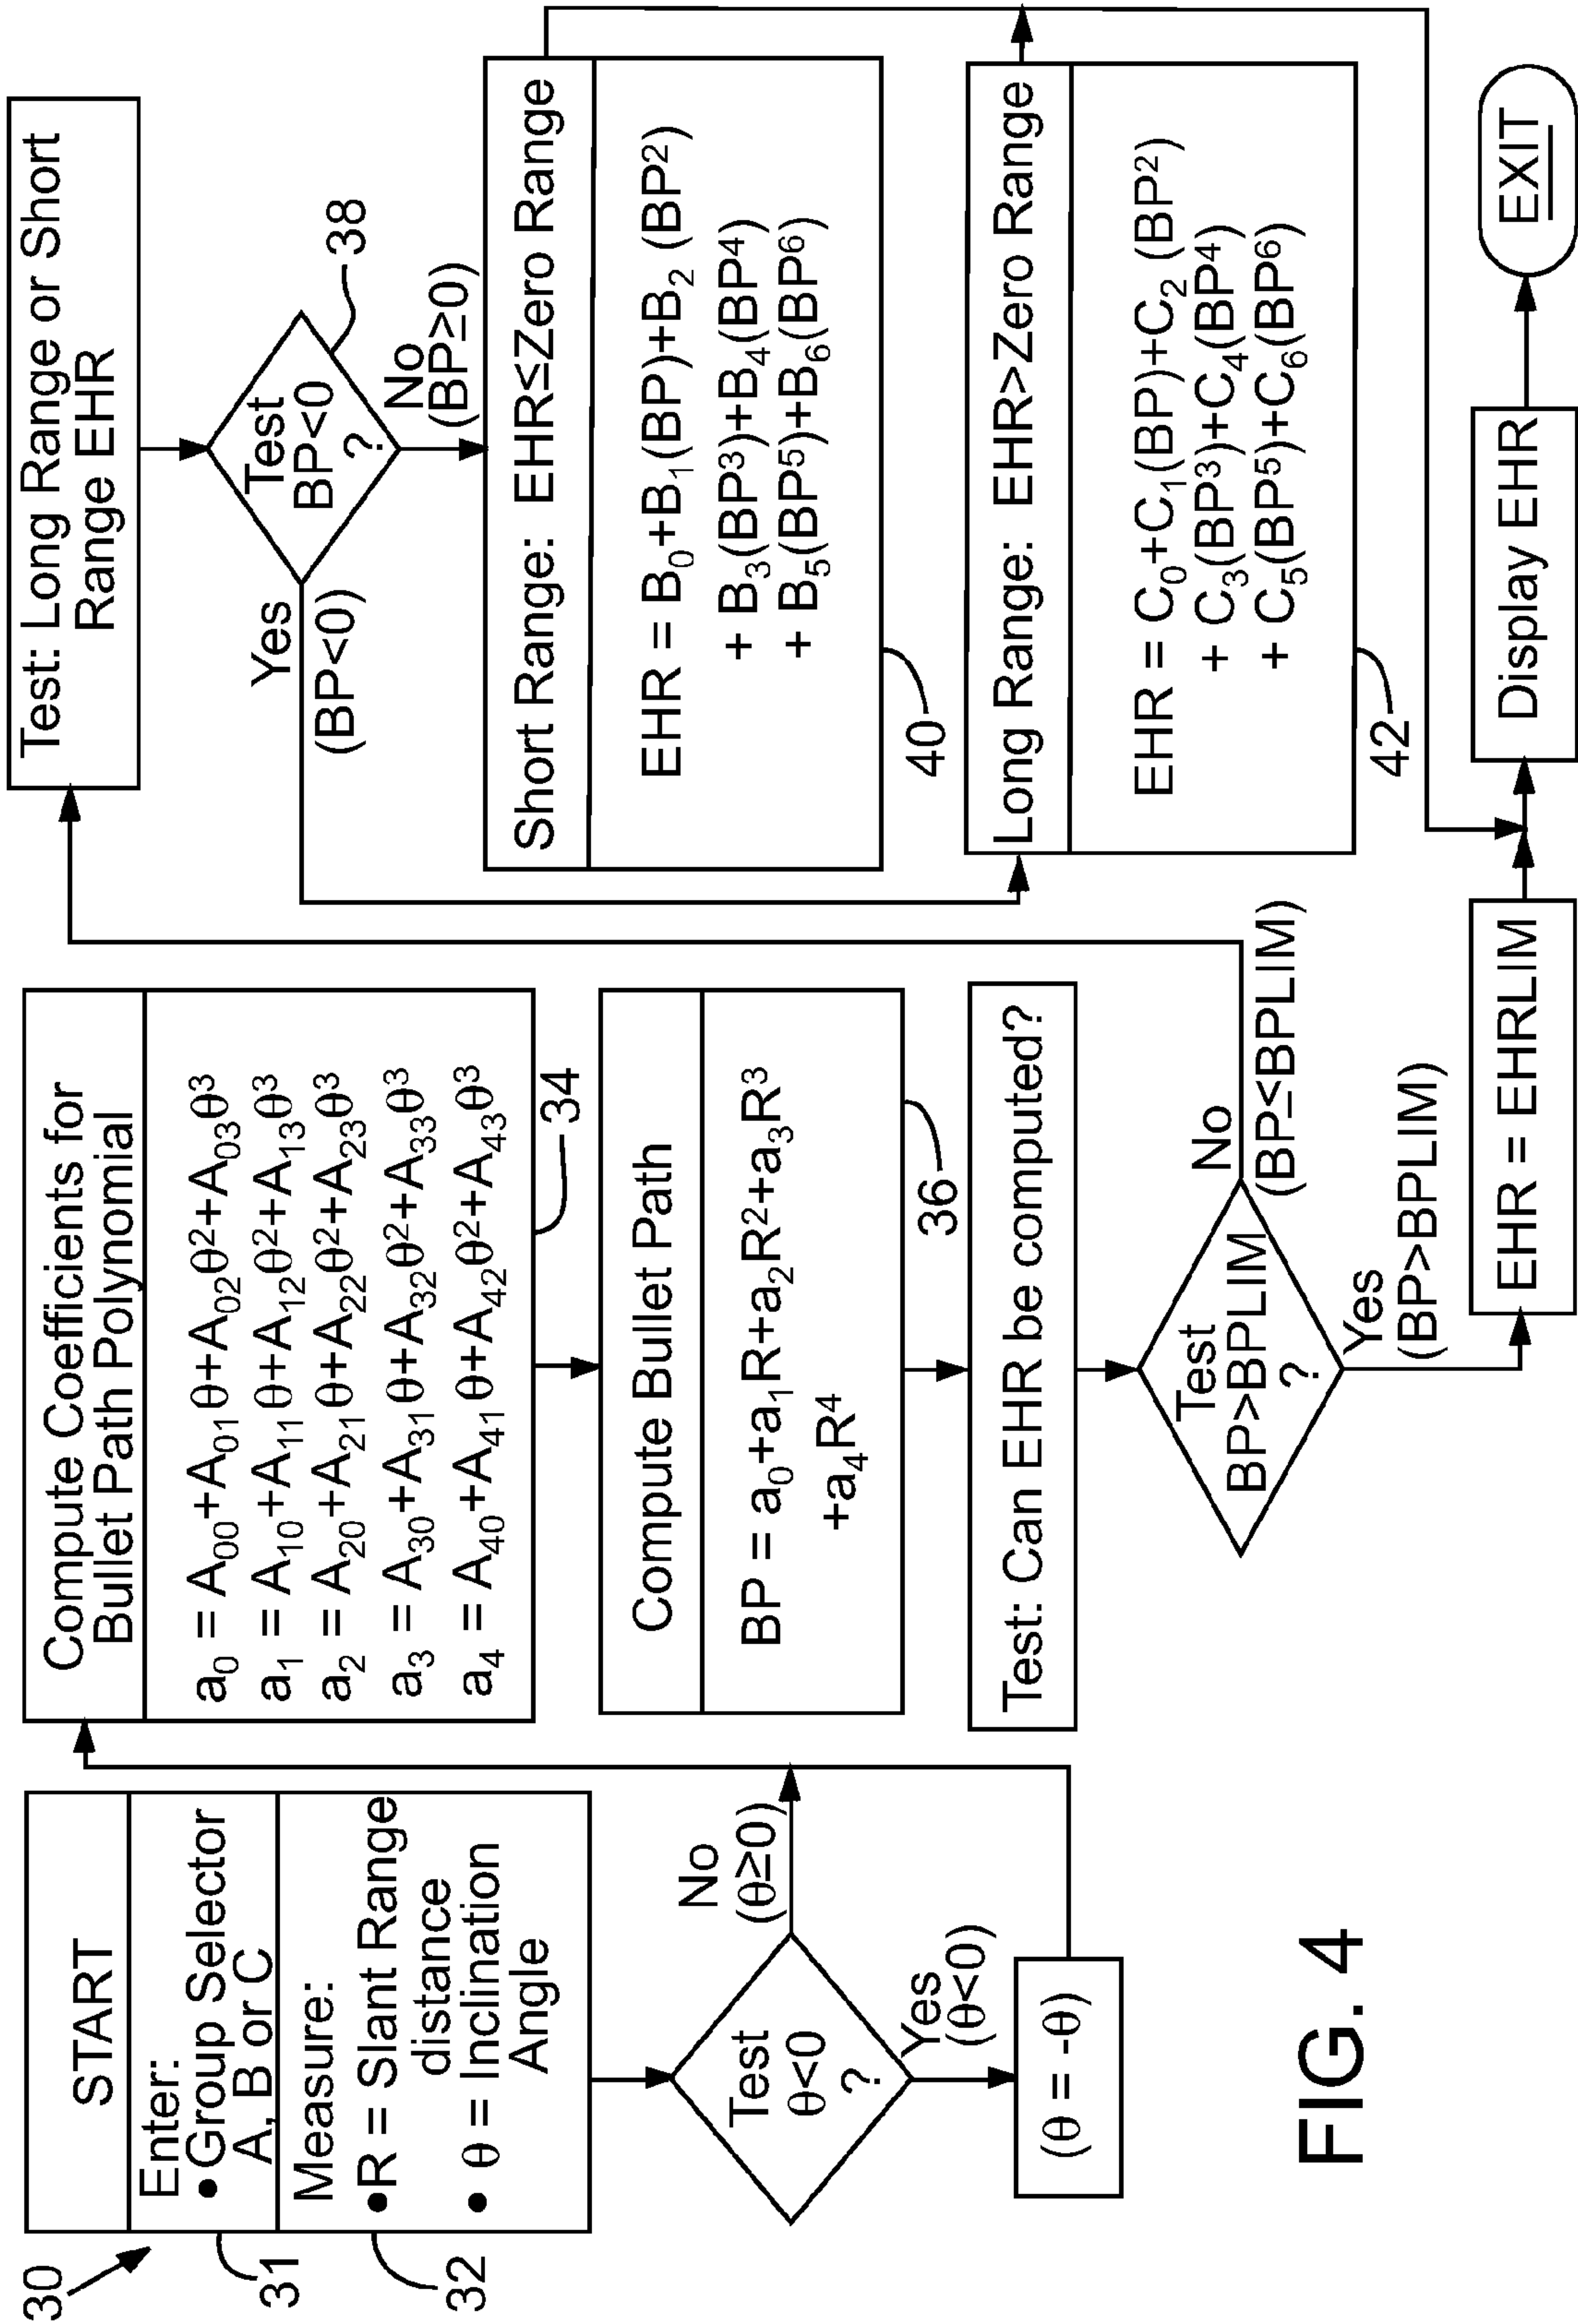 30
START
Enter:
•Group Selector
A, B or C
31
Measure:
•R = Slant Range
distance
• θ = Inclination
Angle
32
Test
θ<0
?
No
(θ≥0)
Yes
(θ<0)
(θ = -θ)
Compute Coefficients for
Bullet Path Polynomial
a₀ = A₀₀+A₀₁θ+A₀₂θ²+A₀₃θ³
a₁ = A₁₀+A₁₁θ+A₁₂θ²+A₁₃θ³
a₂ = A₂₀+A₂₁θ+A₂₂θ²+A₂₃θ³
a₃ = A₃₀+A₃₁θ+A₃₂θ²+A₃₃θ³
a₄ = A₄₀+A₄₁θ+A₄₂θ²+A₄₃θ³
34
Compute Bullet Path
BP = a₀+a₁R+a₂R²+a₃R³
+a₄R⁴
36
Test: Can EHR be computed?
Test
BP>BPLIM
?
No
(BP≤BPLIM)
Yes
(BP>BPLIM)
EHR = EHRLIM
Test: Long Range or Short
Range EHR
Test
BP<0
?
38
Yes
(BP<0)
No
(BP≥0)
Short Range: EHR≤Zero Range
EHR = B₀+B₁(BP)+B₂ (BP²)
+ B₃(BP³)+B₄(BP⁴)
+ B₅(BP⁵)+B₆(BP⁶)
40
Long Range: EHR>Zero Range
EHR = C₀+C₁(BP)+C₂ (BP²)
+ C₃(BP³)+C₄(BP⁴)
+ C₅(BP⁵)+C₆(BP⁶)
42
Display EHR
EXIT
FIG. 4